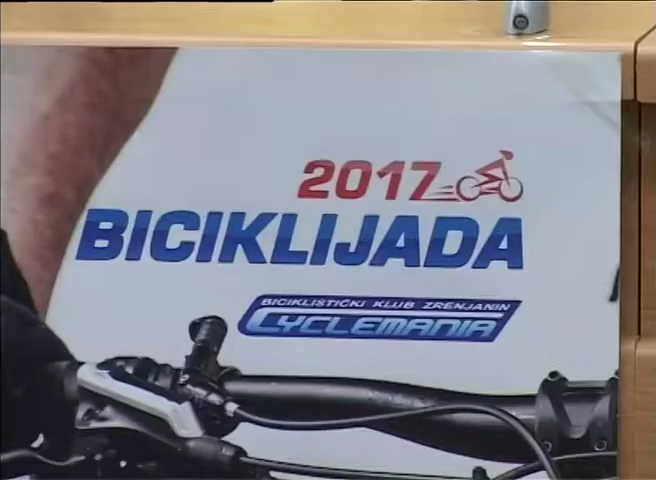 2017
BICIKLIJADA
BICIKLISTIČKI KLUB ZRENJANIN
CYCLEMANIA